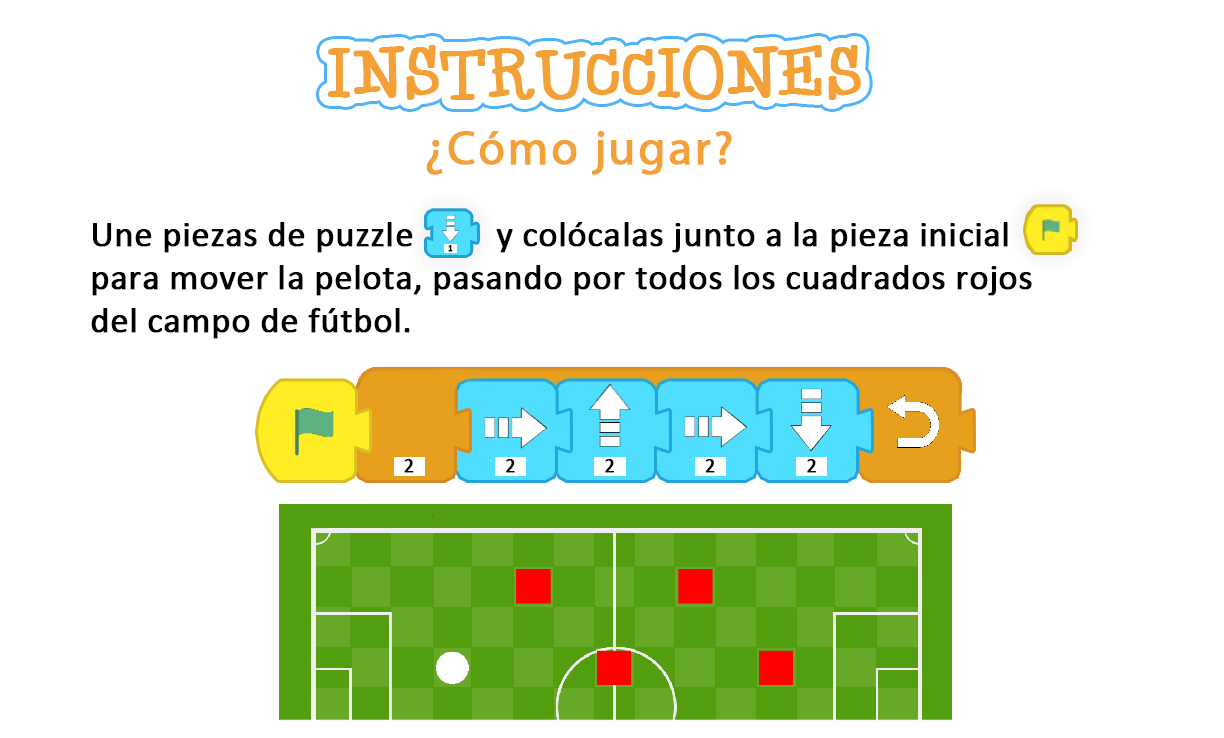 INSTRUCCIONES
¿Cómo jugar?
Une piezas de puzzle 1 y colócalas junto a la pieza inicial
para mover la pelota, pasando por todos los cuadrados rojos
del campo de fútbol.
2 2 2 2 2